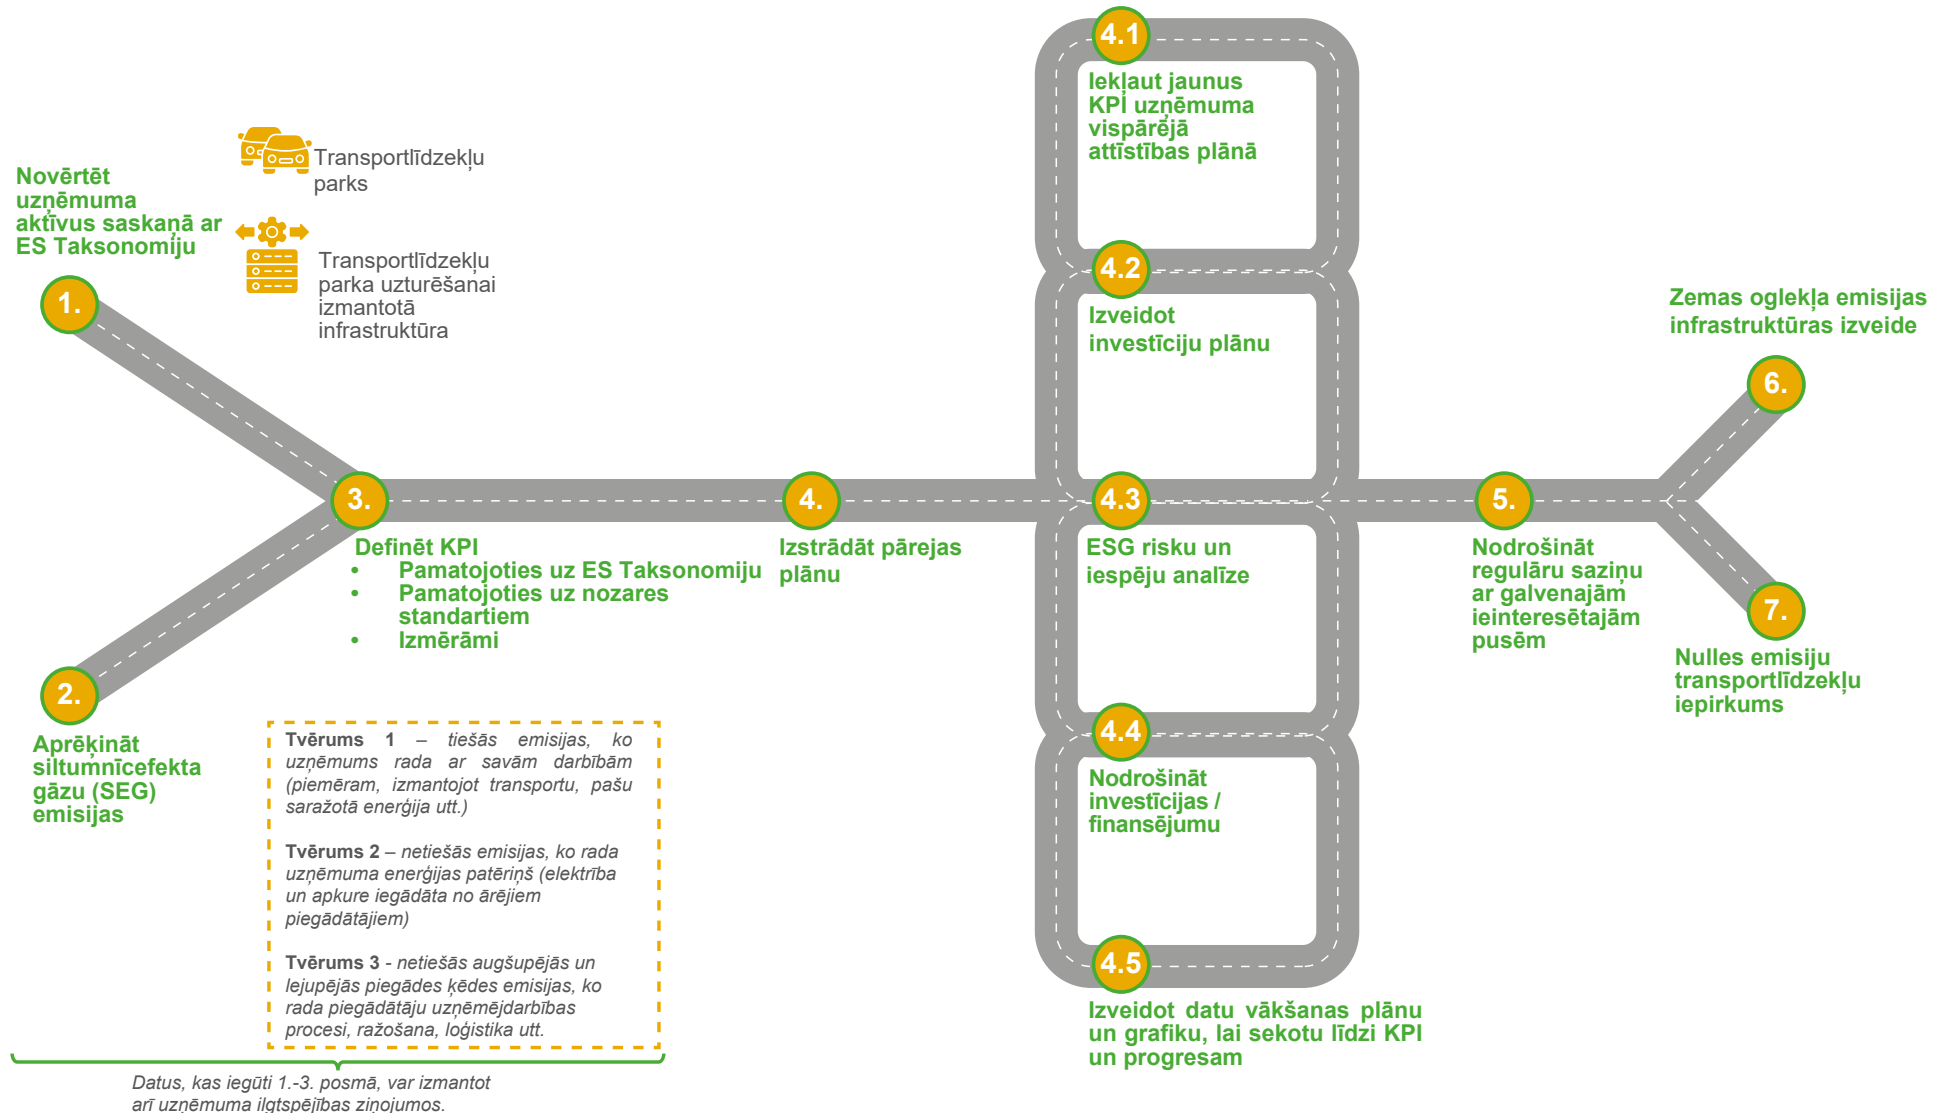 Novērtēt
uzņēmuma
aktīvus saskaņā ar
ES Taksonomiju
Transportlīdzekļu
parks
Transportlīdzekļu
parka uzturēšanai
izmantotā
infrastruktūra
1.
2.
Aprēķināt
siltumnīcefekta
gāzu (SEG)
emisijas
3.
Definēt KPI
• Pamatojoties uz ES Taksonomiju
• Pamatojoties uz nozares
standartiem
• Izmērāmi
Tvērums 1 – tiešās emisijas, ko
uzņēmums rada ar savām darbībām
(piemēram, izmantojot transportu, pašu
saražotā enerģija utt.)
Tvērums 2 – netiešās emisijas, ko rada
uzņēmuma enerģijas patēriņš (elektrība
un apkure iegādāta no ārējiem
piegādātājiem)
Tvērums 3 - netiešās augšupējās un
lejupējās piegādes ķēdes emisijas, ko
rada piegādātāju uzņēmējdarbības
procesi, ražošana, loģistika utt.
Datus, kas iegūti 1.-3. posmā, var izmantot
arī uzņēmuma ilgtspējības ziņojumos.
4.
Izstrādāt pārejas
plānu
4.1
Iekļaut jaunus
KPI uzņēmuma
vispārējā
attīstības plānā
4.2
Izveidot
investīciju plānu
4.3
ESG risku un
iespēju analīze
4.4
Nodrošināt
investīcijas /
finansējumu
4.5
Izveidot datu vākšanas plānu
un grafiku, lai sekotu līdzi KPI
un progresam
5.
Nodrošināt
regulāru saziņu
ar galvenajām
ieinteresētajām
pusēm
Zemas oglekļa emisijas
infrastruktūras izveide
6.
7.
Nulles emisiju
transportlīdzekļu
iepirkums